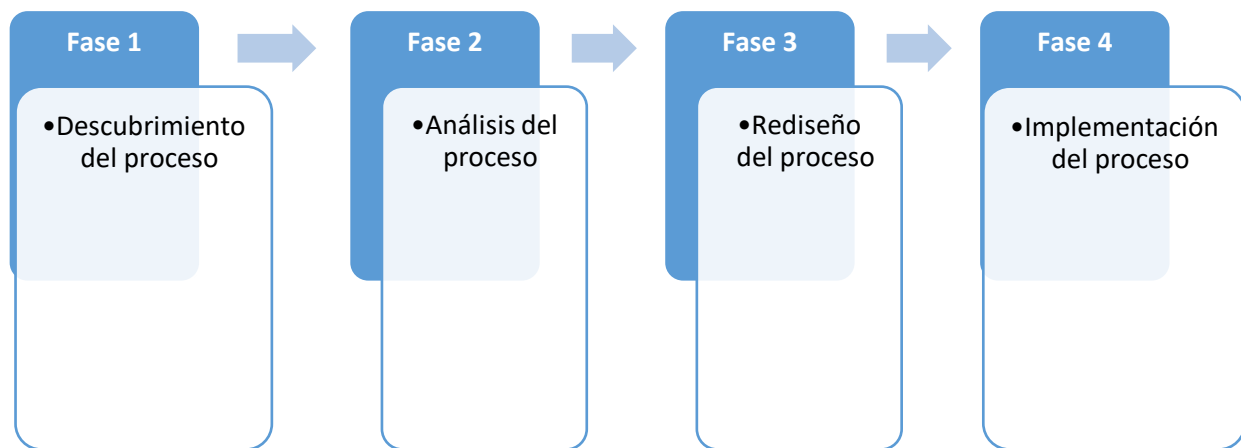 Fase 1
•Descubrimiento
del proceso
Fase 2
•Análisis del
proceso
Fase 3
•Rediseño
del proceso
Fase 4
•Implementación
del proceso